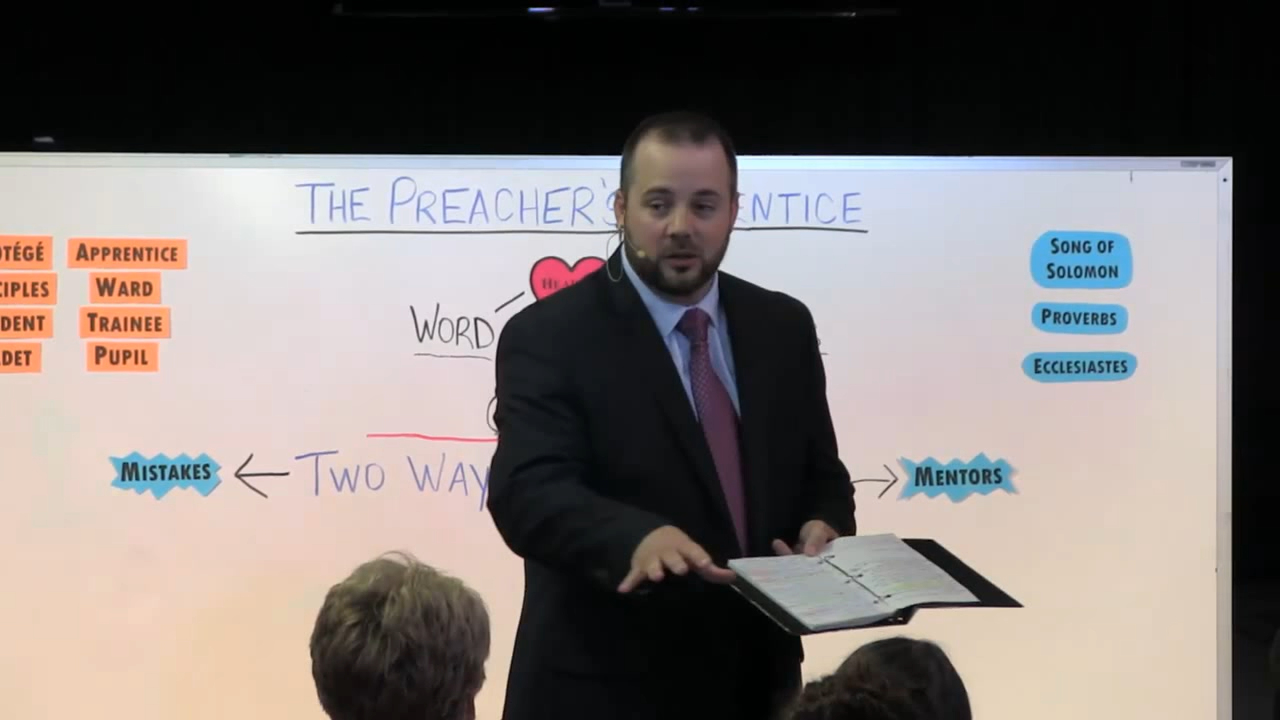 THE PREACHER'S ENTICE
OTÉGÉ
CIPLES
DENT
DET
APPRENTICE
WARD
TRAINEE
PUPIL
HEA
WORD
SONG OF
SOLOMON
PROVERBS
ECCLESIASTES
MISTAKES
TWO WAY
MENTORS